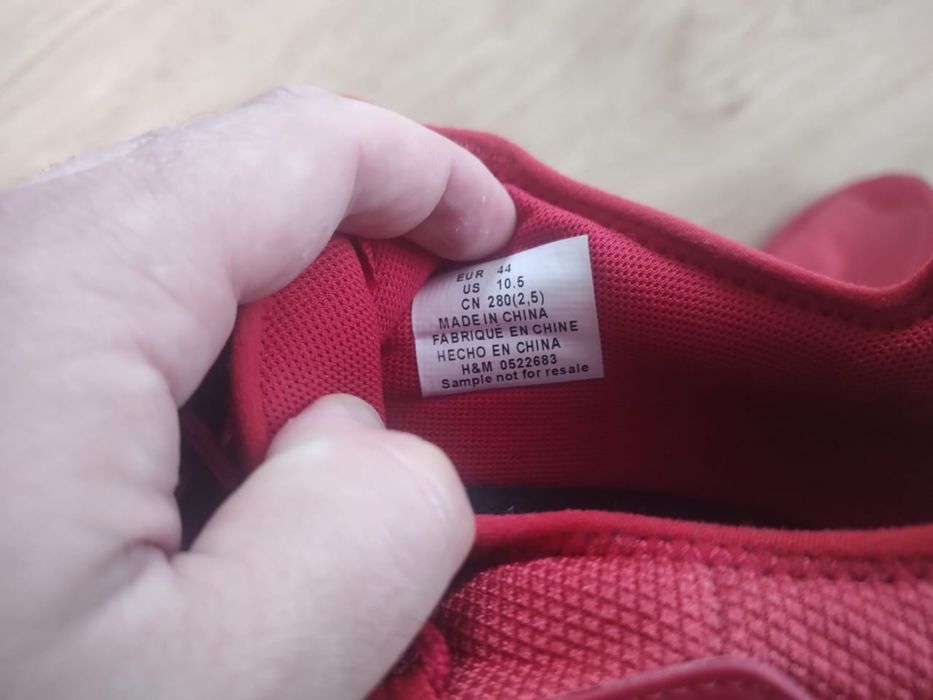 EUR 44
US 10.5
CN 280(2,5)
MADE IN CHINA
FABRIQUÉ EN CHINE
HECHO EN CHINA
H&M 0522683
Sample not for resale